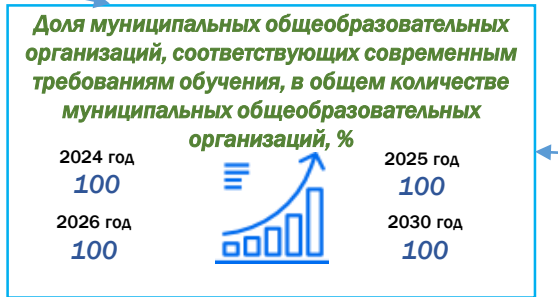 Доля муниципальных общеобразовательных
организаций, соответствующих современным
требованиям обучения, в общем количестве
муниципальных общеобразовательных
организаций, %
2024 год
100
2025 год
100
2026 год
100
2030 год
100